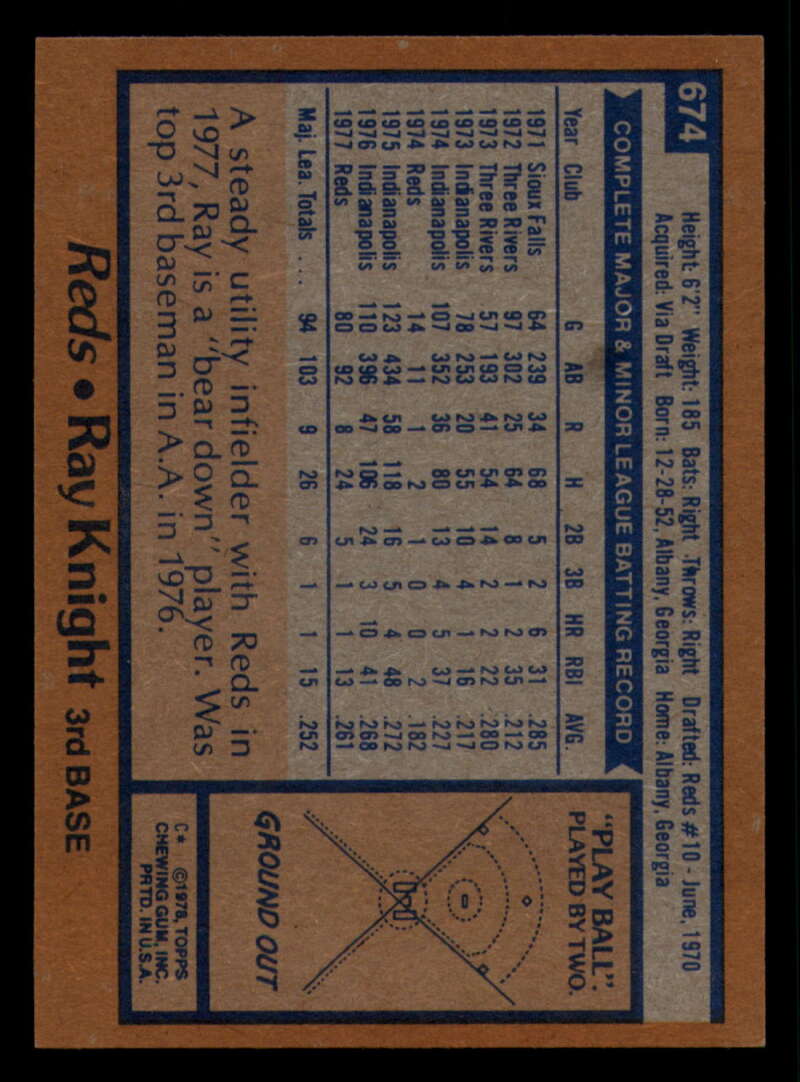 674
Height: 6'2" Weight: 185 Bats: Right Throws: Right Drafted: Reds #10 - June, 1970
Acquired: Via Draft Born: 12-28-52, Albany, Georgia Home: Albany, Georgia
COMPLETE MAJOR & MINOR LEAGUE BATTING RECORD
Year Club G AB R H 2B 3B HR RBI AVG.
1971 Sioux Falls 64 239 34 68 5 2 6 31 .285
1972 Three Rivers 97 302 25 64 8 1 2 35 .212
1973 Three Rivers 57 193 41 54 14 2 2 22 .280
1973 Indianapolis 78 253 20 55 10 4 1 16 .217
1974 Indianapolis 107 352 36 80 13 4 5 37 .227
1974 Reds 14 11 1 2 1 0 0 2 .182
1975 Indianapolis 123 434 58 118 16 5 4 48 .272
1976 Indianapolis 110 396 47 106 24 3 10 41 .268
1977 Reds 80 92 8 24 5 1 1 13 .261
Maj. Lea. Totals . . . 94 103 9 26 6 1 1 15 .252
A steady utility infielder with Reds in
1977, Ray is a "bear down" player. Was
top 3rd baseman in A.A. in 1976.
"PLAY BALL".
PLAYED BY TWO.
GROUND OUT
C* ©1978, TOPPS
CHEWING GUM, INC.
PRTD. IN U.S.A.
Reds • Ray Knight 3rd BASE